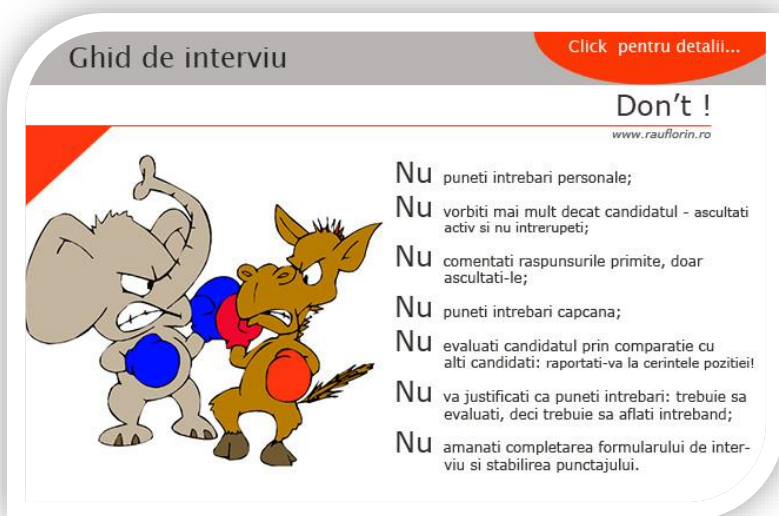 Ghid de interviu
Click pentru detalii...
Don't !
www.rauflorin.ro
Nu puneti intrebari personale;
Nu vorbiti mai mult decat candidatul - ascultati
activ si nu intrerupeti;
Nu comentati raspunsurile primite, doar
ascultati-le;
Nu puneti intrebari capcana;
Nu evaluati candidatul prin comparatie cu
alti candidati: raportati-va la cerintele pozitiei!
Nu va justificati ca puneti intrebari: trebuie sa
evaluati, deci trebuie sa aflati intreband;
Nu amanati completarea formularului de inter-
viu si stabilirea punctajului.